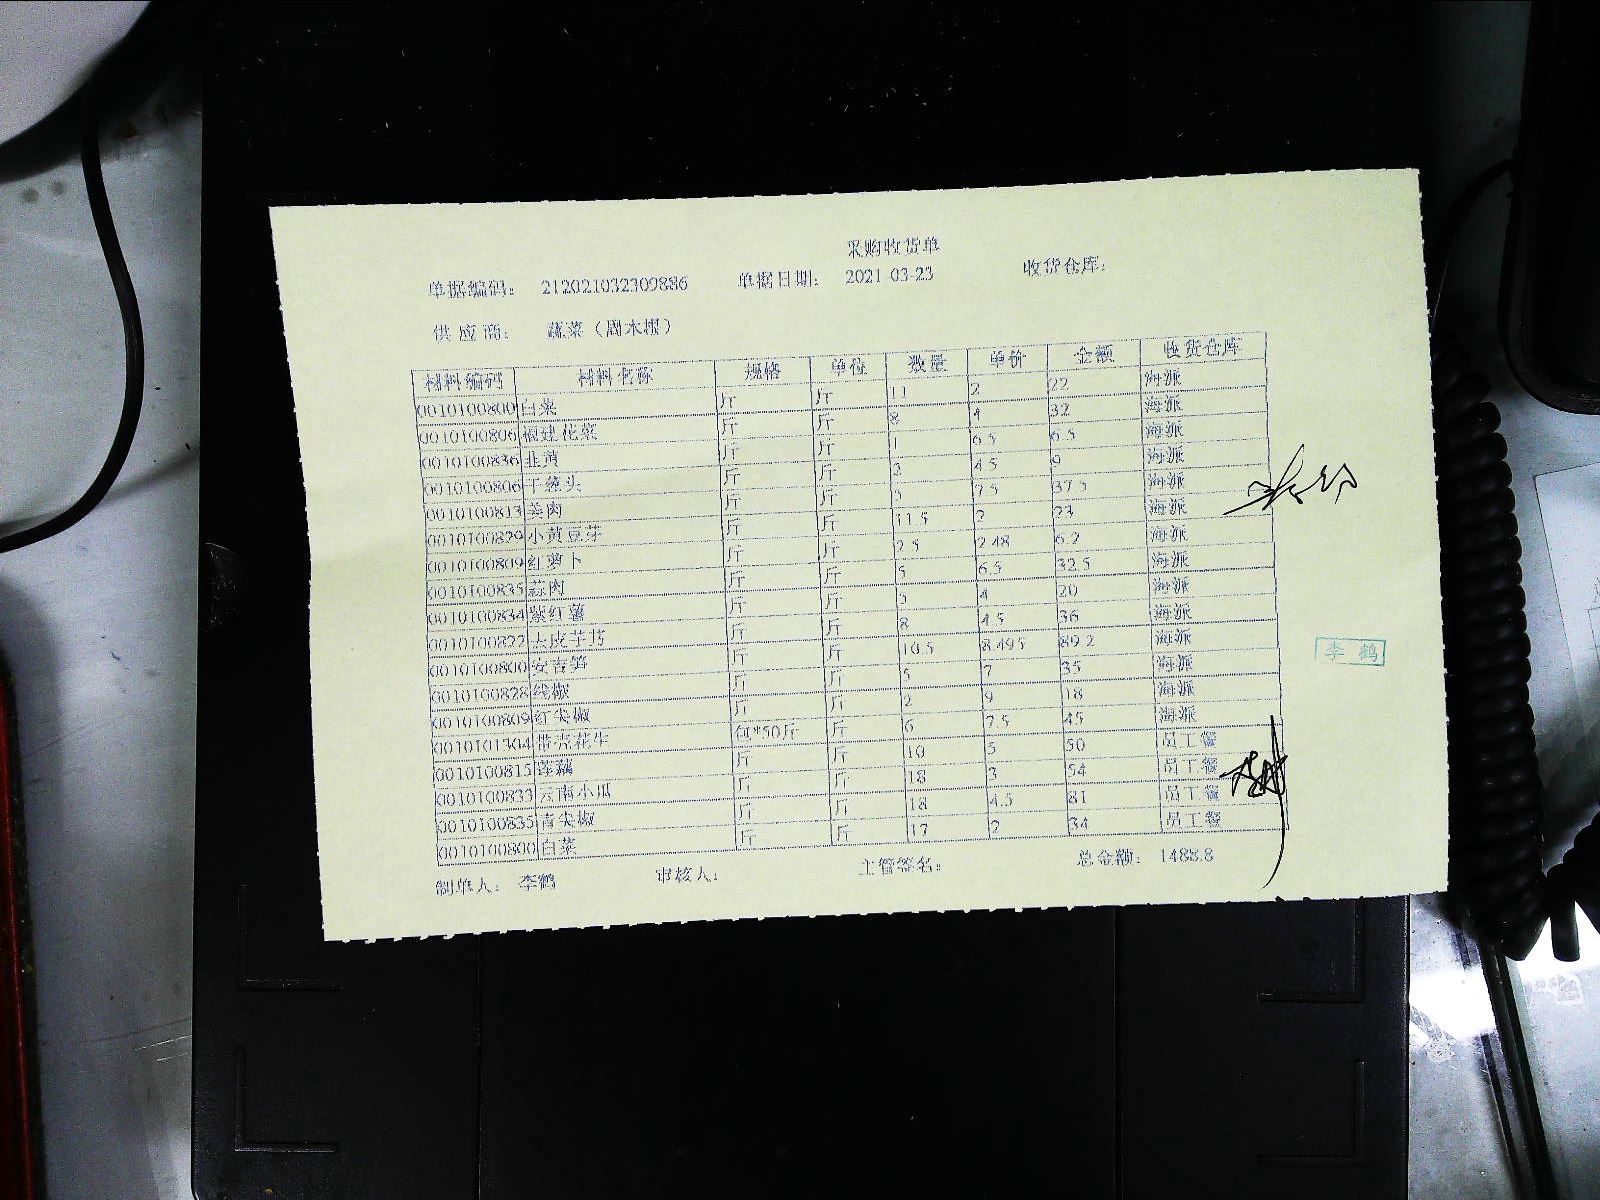 采购收货单
单据编码： 212021032309886 单据日期： 2021-03-23 收货仓库：
供应商： 蔬菜（周木根）
材料编码 材料名称 规格 单位 数量 单价 金额 收货仓库
0010100800 白菜 斤 斤 11 2 22 海派
0010100806 福建花菜 斤 斤 8 4 32 海派
0010100836 韭黄 斤 斤 1 6.5 6.5 海派
0010100806 干葱头 斤 斤 2 4.5 9 海派
0010100813 姜肉 斤 斤 5 7.5 37.5 海派
0010100829 小黄豆芽 斤 斤 11.5 2 23 海派
0010100809 红萝卜 斤 斤 2.5 2.48 6.2 海派
0010100835 蒜肉 斤 斤 5 6.5 32.5 海派
0010100834 紫红薯 斤 斤 5 4 20 海派
0010100822 去皮芋艿 斤 斤 8 4.5 36 海派
0010100800 安吉笋 斤 斤 10.5 8.495 89.2 海派
0010100828 线椒 斤 斤 5 7 35 海派
0010100809 红尖椒 斤 斤 2 9 18 海派
0010101304 带壳花生 包*50斤 斤 6 7.5 45 海派
0010100815 莲藕 斤 斤 10 5 50 员工餐
0010100833 云南小瓜 斤 斤 18 3 54 员工餐
0010100835 青尖椒 斤 斤 18 4.5 81 员工餐
0010100800 白菜 斤 斤 17 2 34 员工餐
制单人： 李鹤 审核人： 主管签名： 总金额： 1488.8
李鹤